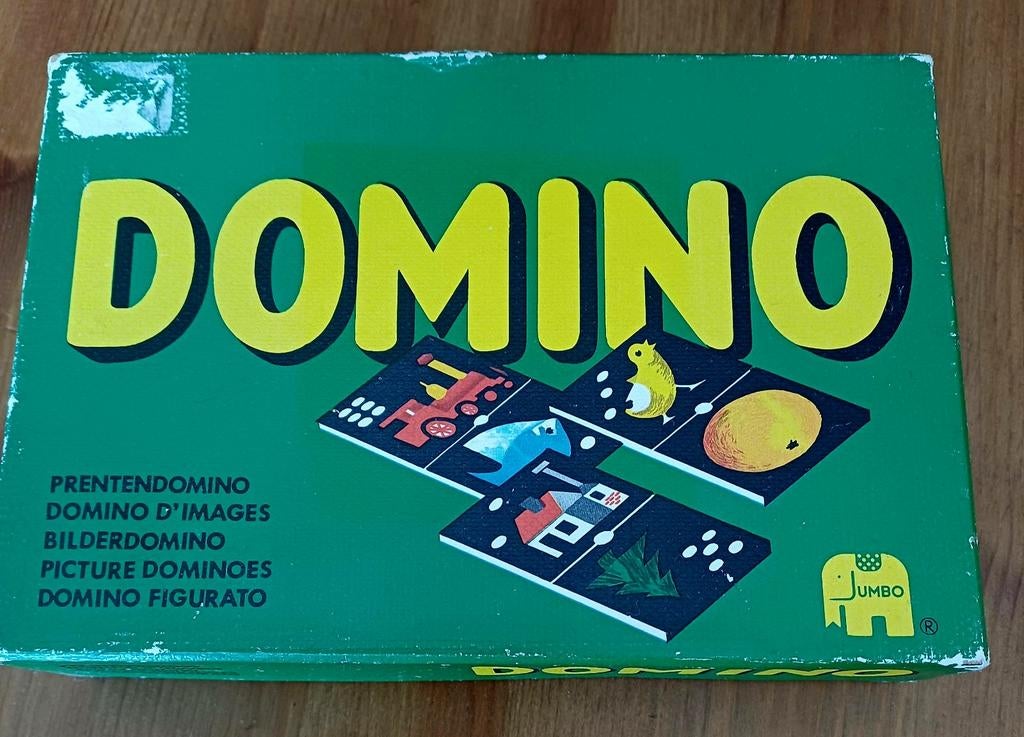 DOMINO
PRENTENDOMINO
DOMINO D'IMAGES
BILDERDOMINO
PICTURE DOMINOES
DOMINO FIGURATO
JUMBO
®
DOMINO